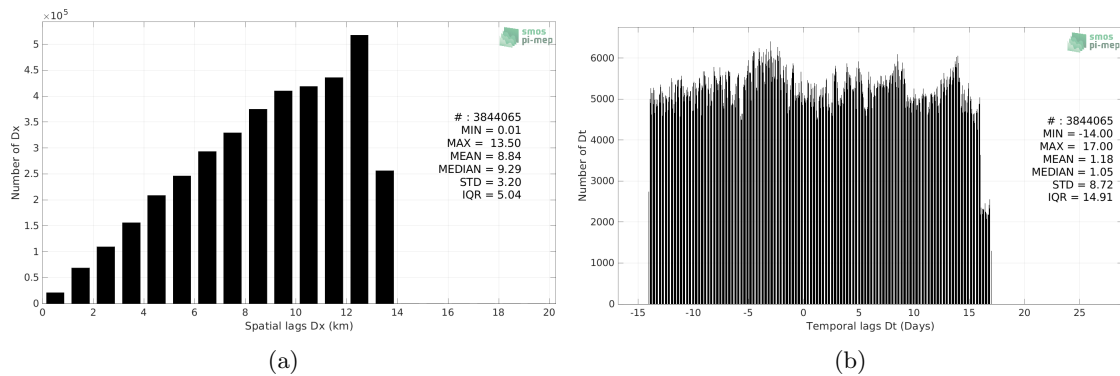 ×10⁵
5
4.5
4
3.5
3
2.5
2
1.5
1
0.5
0
Number of Dx
0 2 4 6 8 10 12 14 16 18 20
Spatial lags Dx (km)
smos
pi-mep
# : 3844065
MIN = 0.01
MAX = 13.50
MEAN = 8.84
MEDIAN = 9.29
STD = 3.20
IQR = 5.04
(a)
6000
5000
4000
3000
2000
1000
0
Number of Dt
-15 -10 -5 0 5 10 15 20 25
Temporal lags Dt (Days)
smos
pi-mep
# : 3844065
MIN = -14.00
MAX = 17.00
MEAN = 1.18
MEDIAN = 1.05
STD = 8.72
IQR = 14.91
(b)